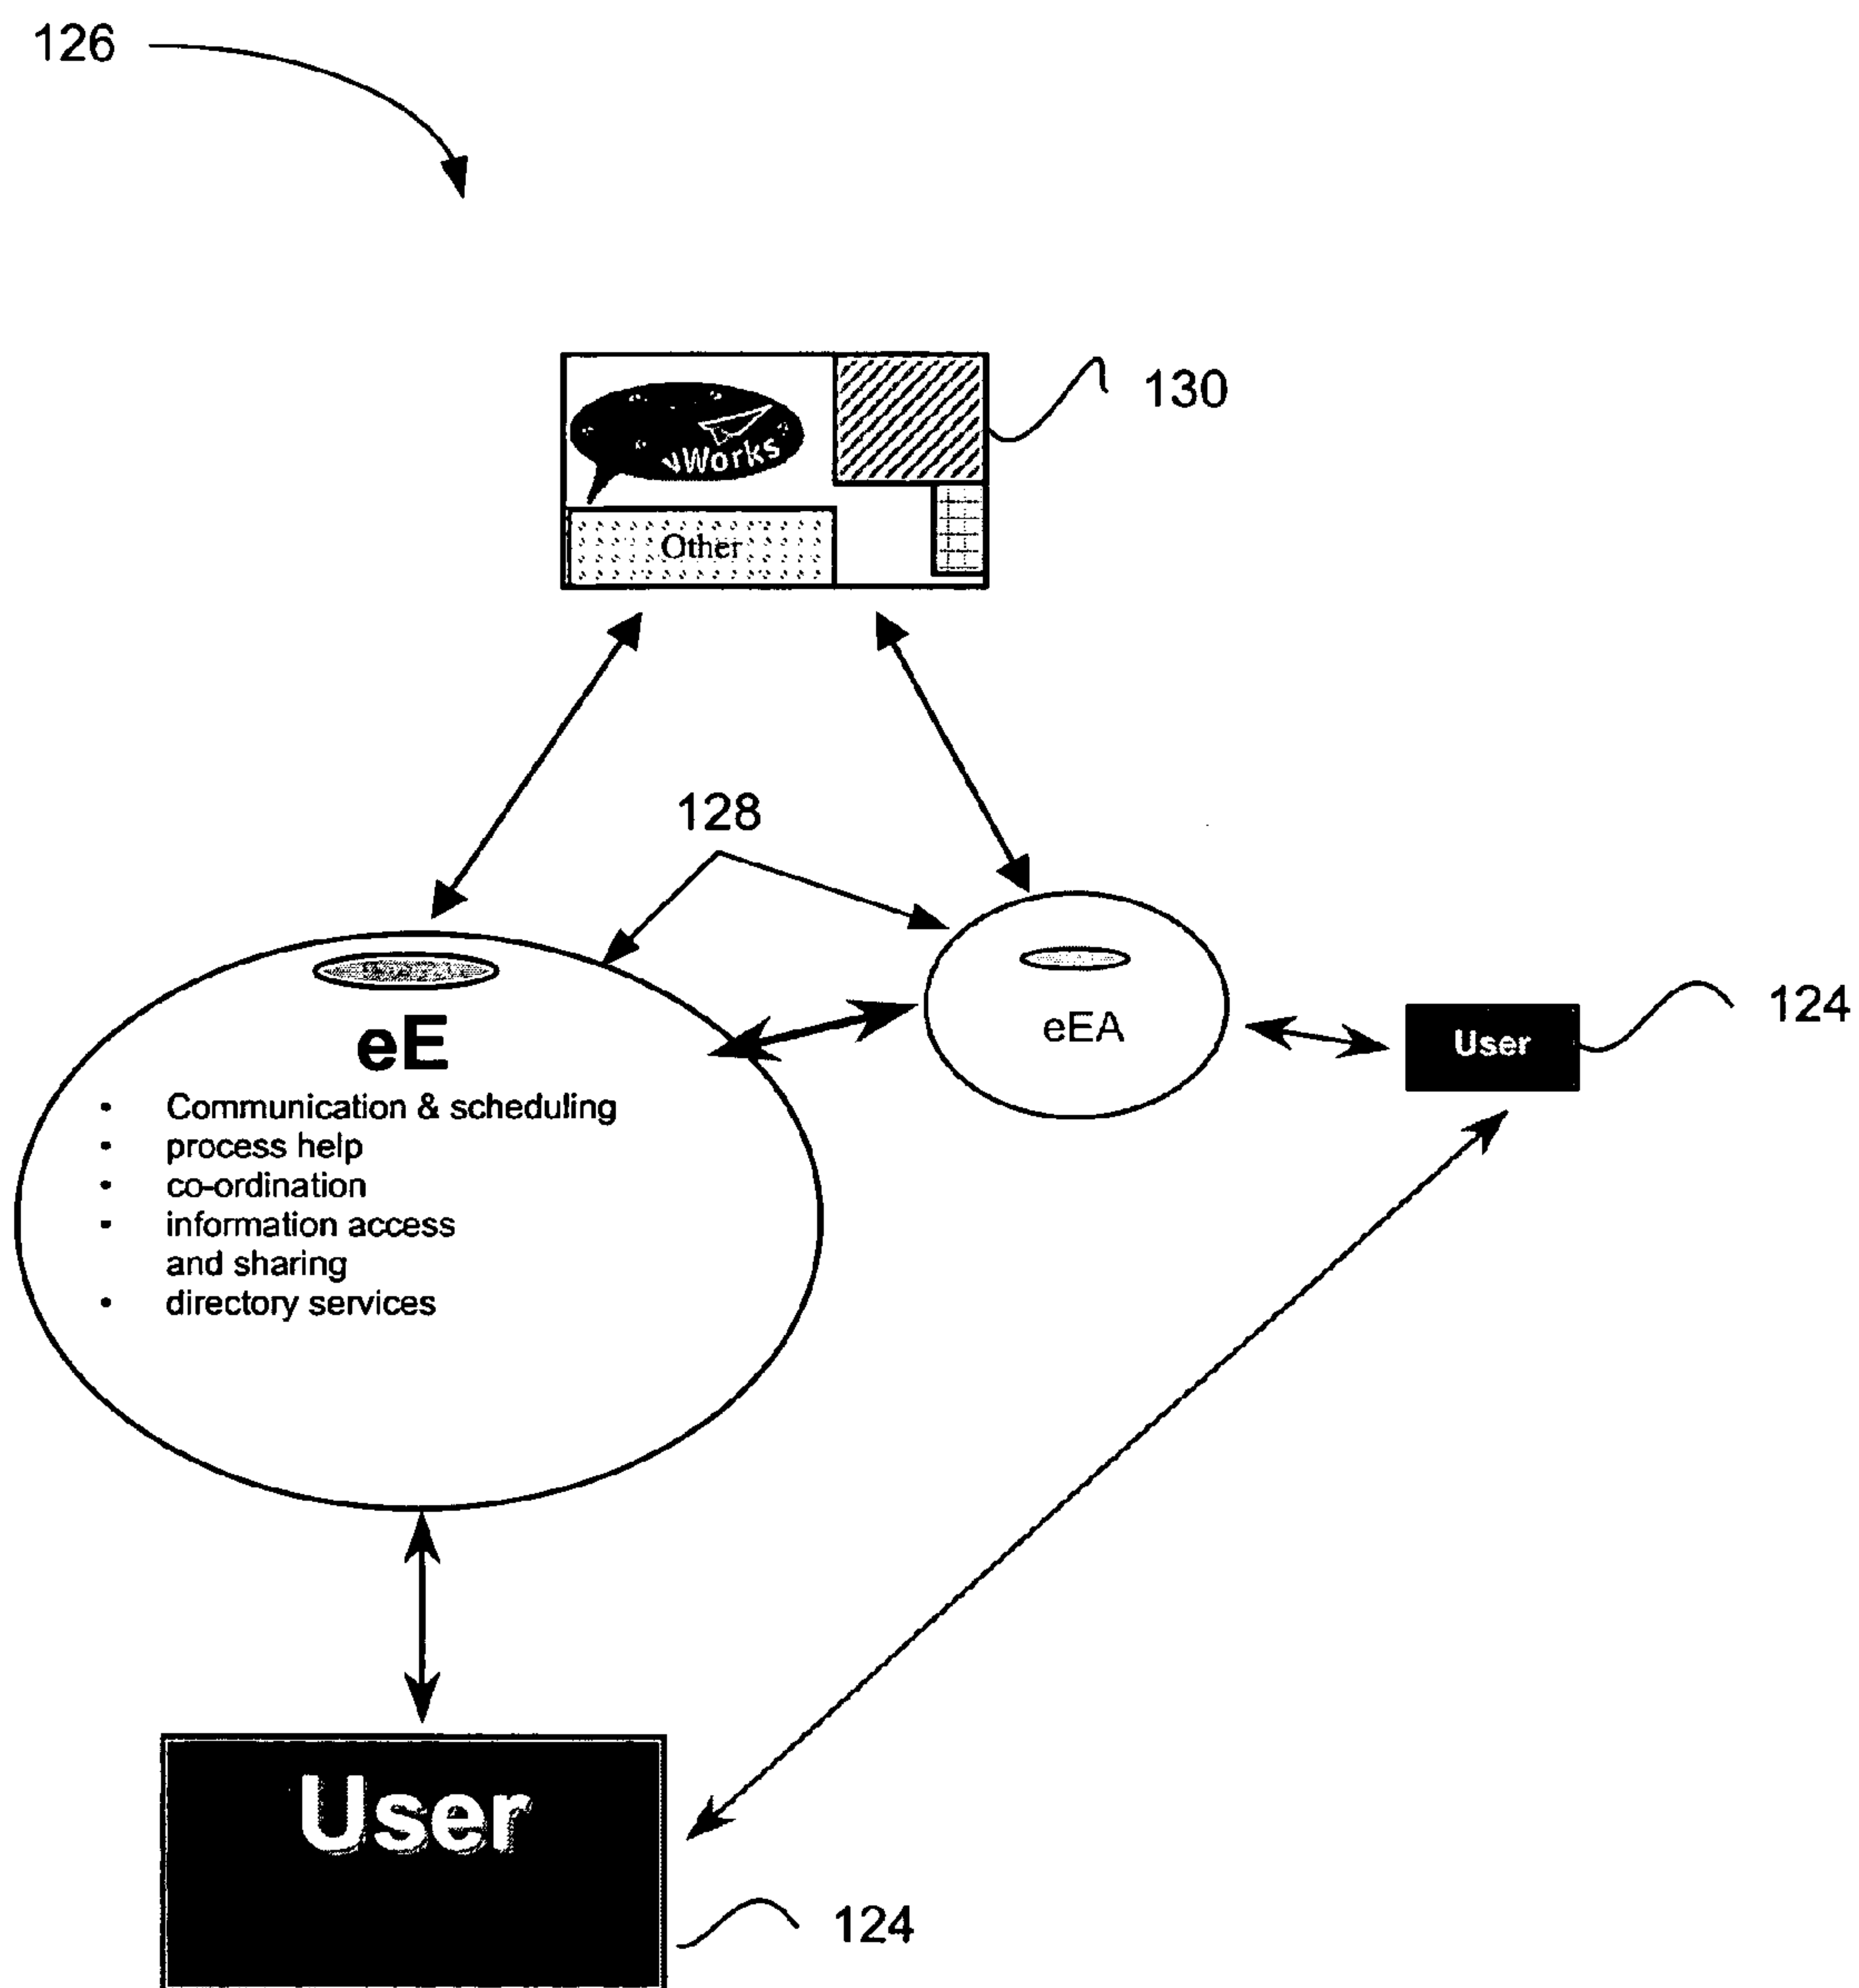 126
130
Other
128
eE
eEA
User
124
• Communication & scheduling
• process help
• co-ordination
• information access
and sharing
• directory services
User
124